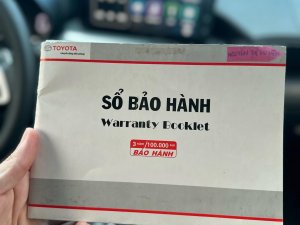 TOYOTA
SỔ BẢO HÀNH
Warranty Booklet
3 NĂM/100.000 KM
BẢO HÀNH